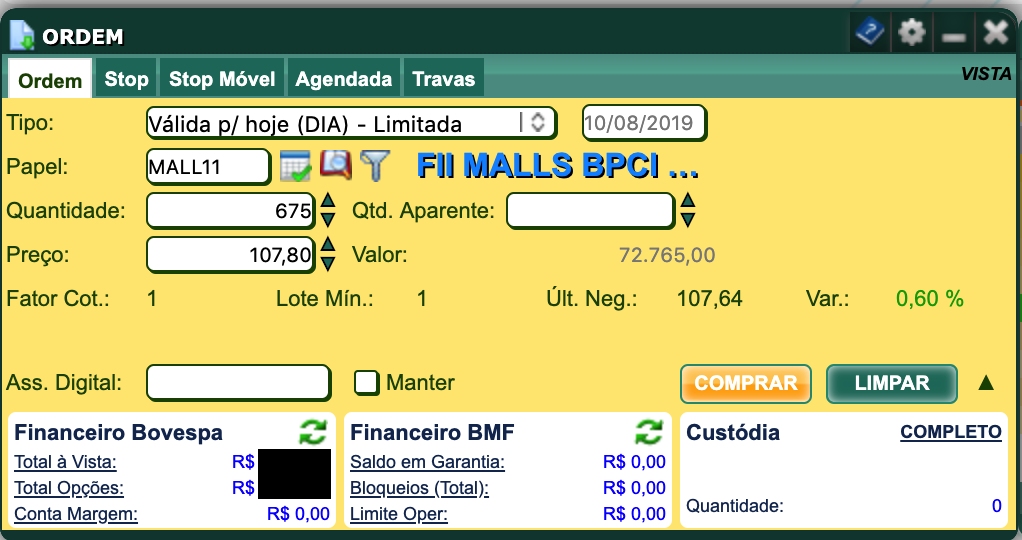 ORDEM
Ordem Stop Stop Móvel Agendada Travas VISTA
Tipo: Válida p/ hoje (DIA) - Limitada 10/08/2019
Papel: MALL11 FII MALLS BPCI ...
Quantidade: 675 Qtd. Aparente:
Preço: 107,80 Valor: 72.765,00
Fator Cot.: 1 Lote Mín.: 1 Últ. Neg.: 107,64 Var.: 0,60 %
Ass. Digital: Manter COMPRAR LIMPAR
Financeiro Bovespa Financeiro BMF Custódia COMPLETO
Total à Vista: R$ Saldo em Garantia: R$ 0,00
Total Opções: R$ Bloqueios (Total): R$ 0,00 Quantidade: 0
Conta Margem: R$ 0,00 Limite Oper: R$ 0,00